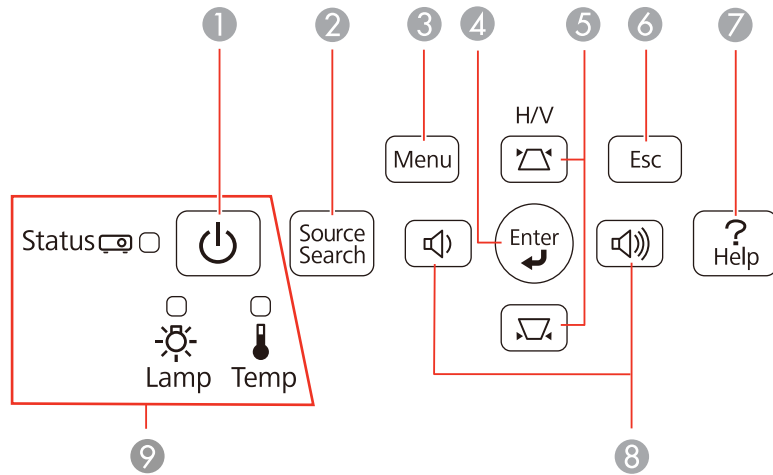 1 2 3 4 5 6 7
H/V
Menu
Esc
Status
Source
Search
Enter
?
Help
Lamp Temp
9 8